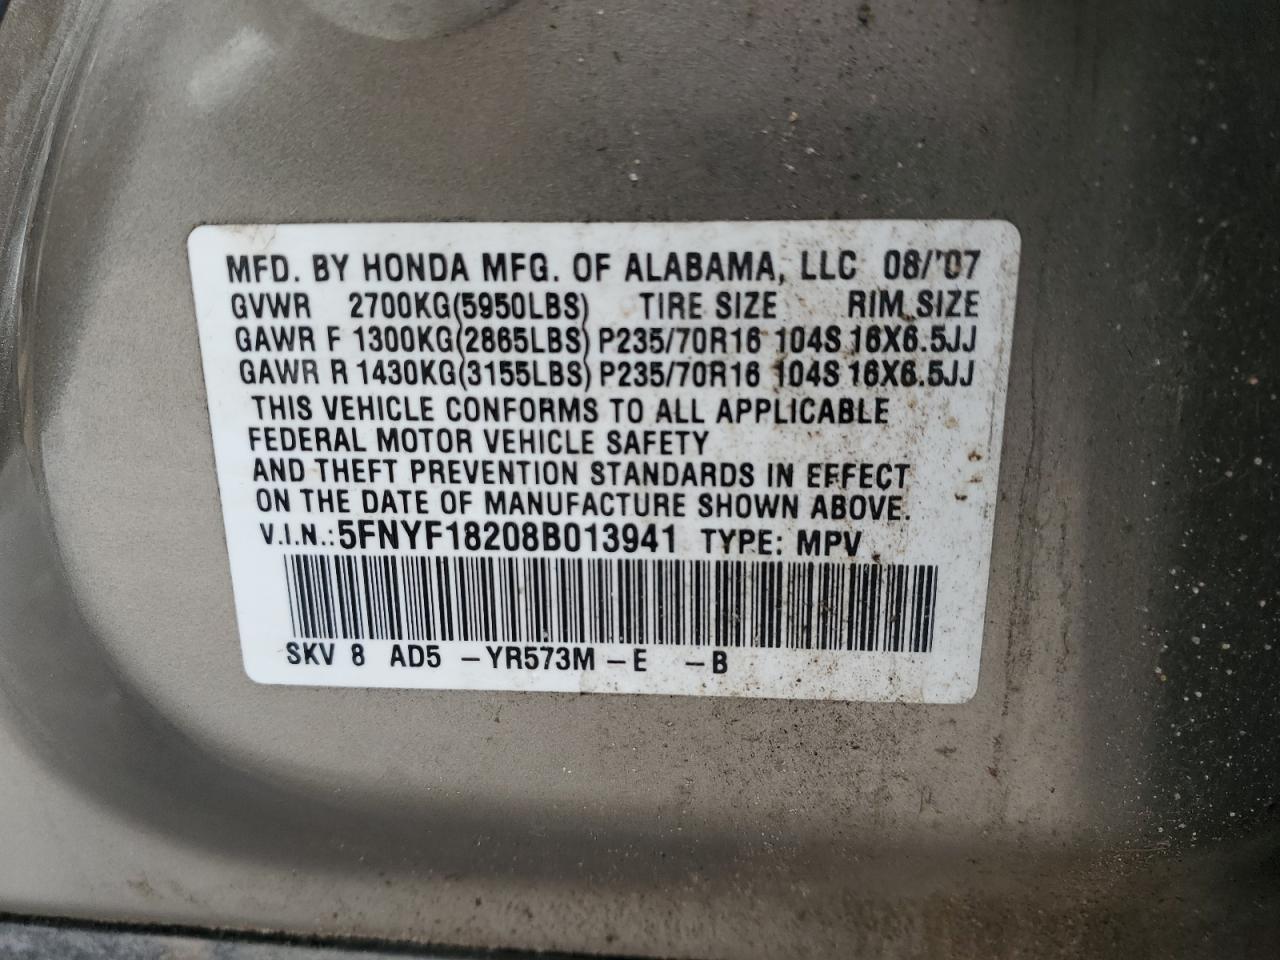 MFD. BY HONDA MFG. OF ALABAMA, LLC 08/'07
GVWR 2700KG(5950LBS) TIRE SIZE RIM SIZE
GAWR F 1300KG(2865LBS) P235/70R16 104S 16X6.5JJ
GAWR R 1430KG(3155LBS) P235/70R16 104S 16X6.5JJ
THIS VEHICLE CONFORMS TO ALL APPLICABLE
FEDERAL MOTOR VEHICLE SAFETY
AND THEFT PREVENTION STANDARDS IN EFFECT
ON THE DATE OF MANUFACTURE SHOWN ABOVE.
V.I.N.: 5FNYF18208B013941 TYPE: MPV
SKV 8 AD5 -YR573M -E -B